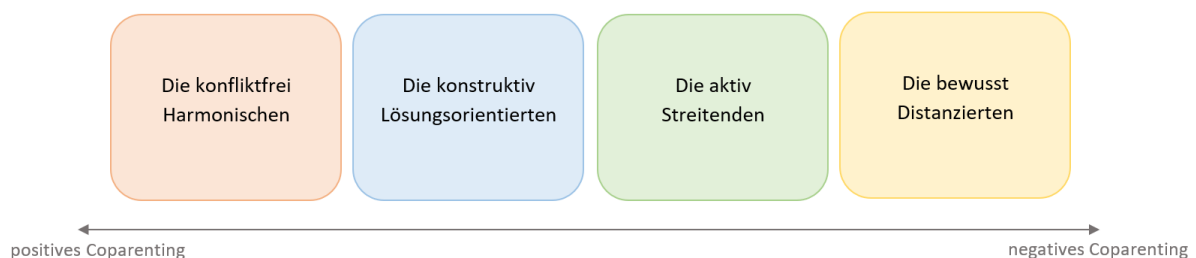 Die konfliktfrei
Harmonischen
Die konstruktiv
Lösungsorientierten
Die aktiv
Streitenden
Die bewusst
Distanzierten
positives Coparenting
negatives Coparenting